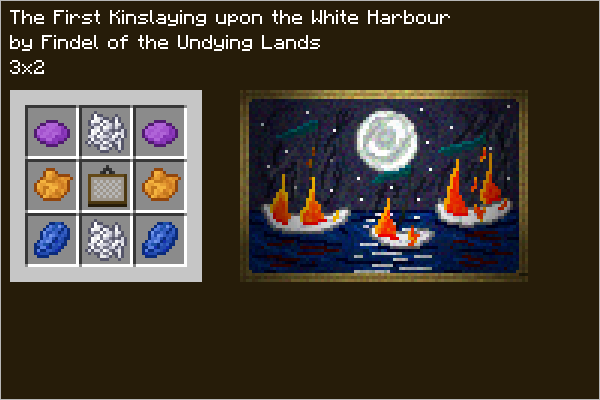 The First Kinslaying upon the White Harbour
by Findel of the Undying Lands
3x2